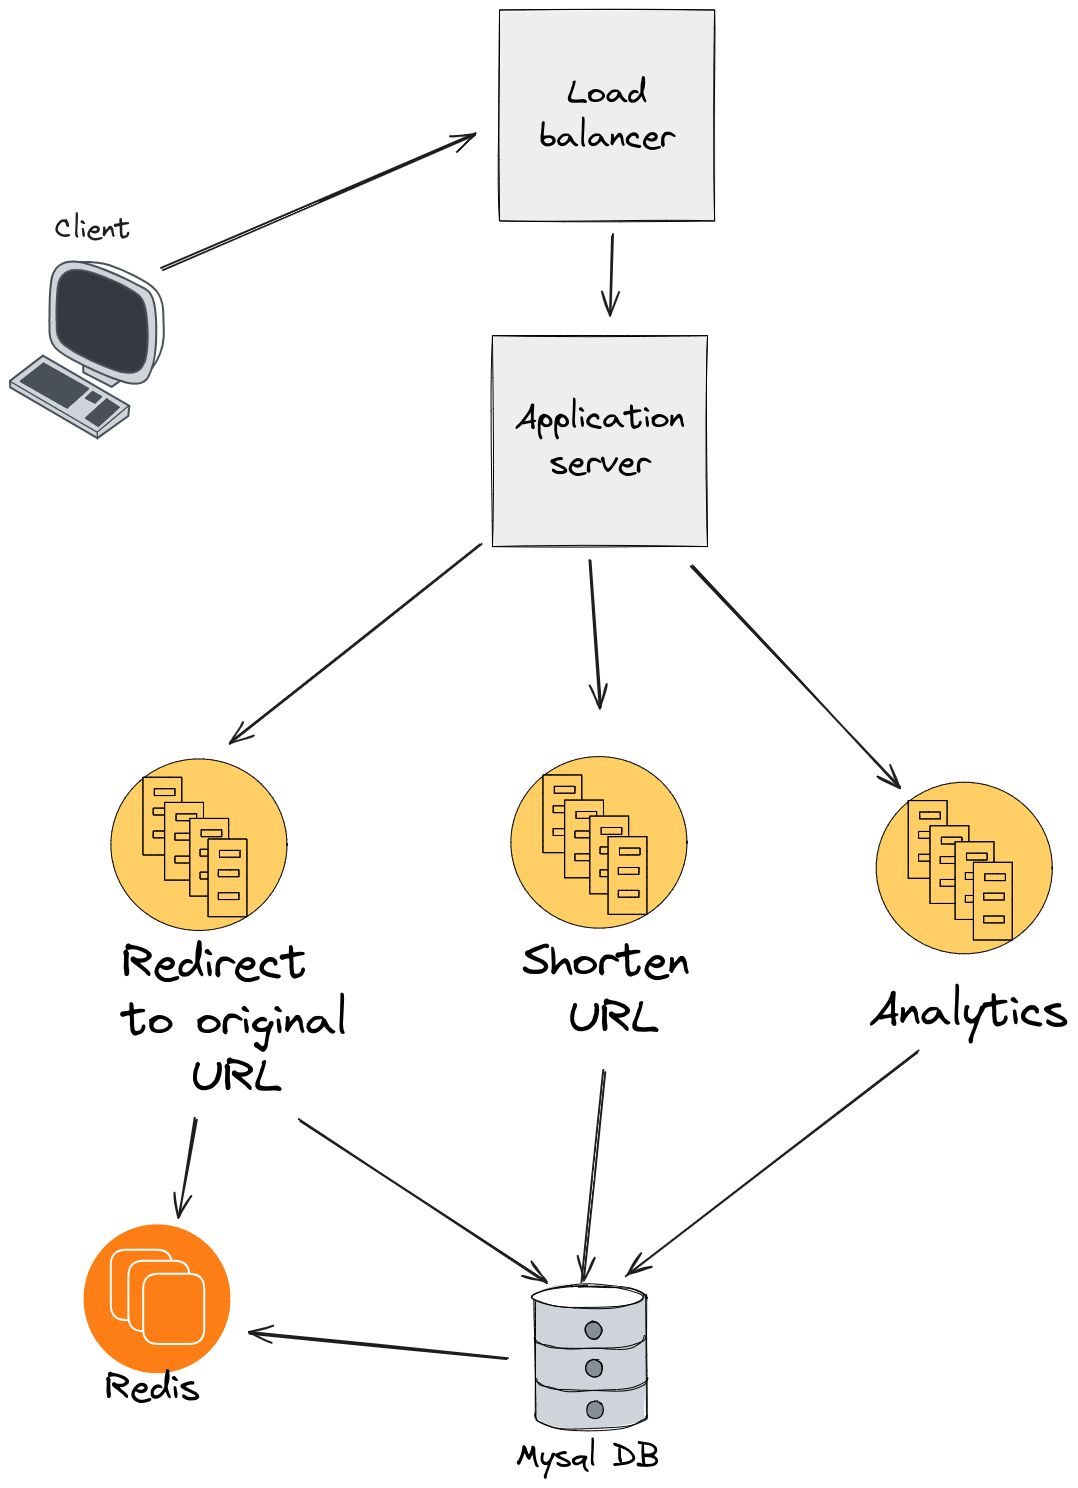 Load
balancer
Client
Application
server
Redirect
to original
URL
Shorten
URL
Analytics
Redis
Mysql DB